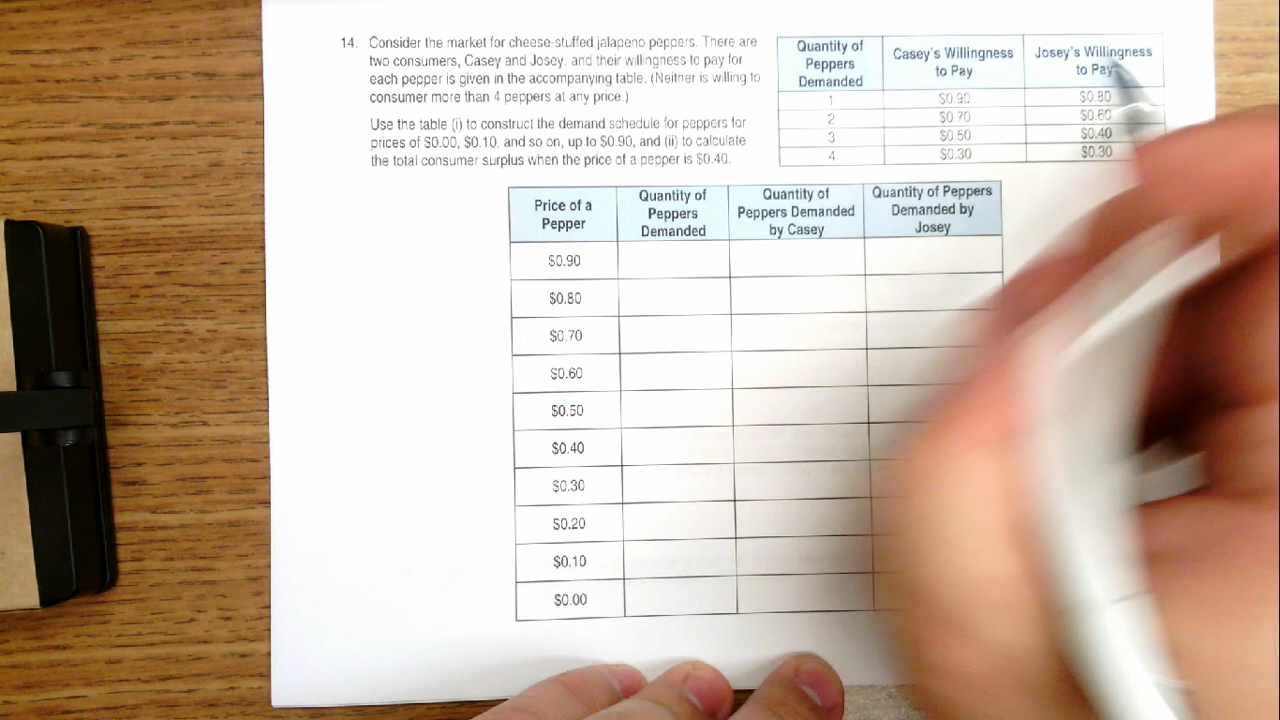 14. Consider the market for cheese-stuffed jalapeno peppers. There are
two consumers, Casey and Josey, and their willingness to pay for
each pepper is given in the accompanying table. (Neither is willing to
consumer more than 4 peppers at any price.)
Use the table (i) to construct the demand schedule for peppers for
prices of $0.00, $0.10, and so on, up to $0.90, and (ii) to calculate
the total consumer surplus when the price of a pepper is $0.40.
Quantity of Peppers Demanded Casey's Willingness to Pay Josey's Willingness to Pay
1 $0.90 $0.80
2 $0.70 $0.60
3 $0.50 $0.40
4 $0.30 $0.30
Price of a Pepper Quantity of Peppers Demanded Quantity of Peppers Demanded by Casey Quantity of Peppers Demanded by Josey
$0.90
$0.80
$0.70
$0.60
$0.50
$0.40
$0.30
$0.20
$0.10
$0.00